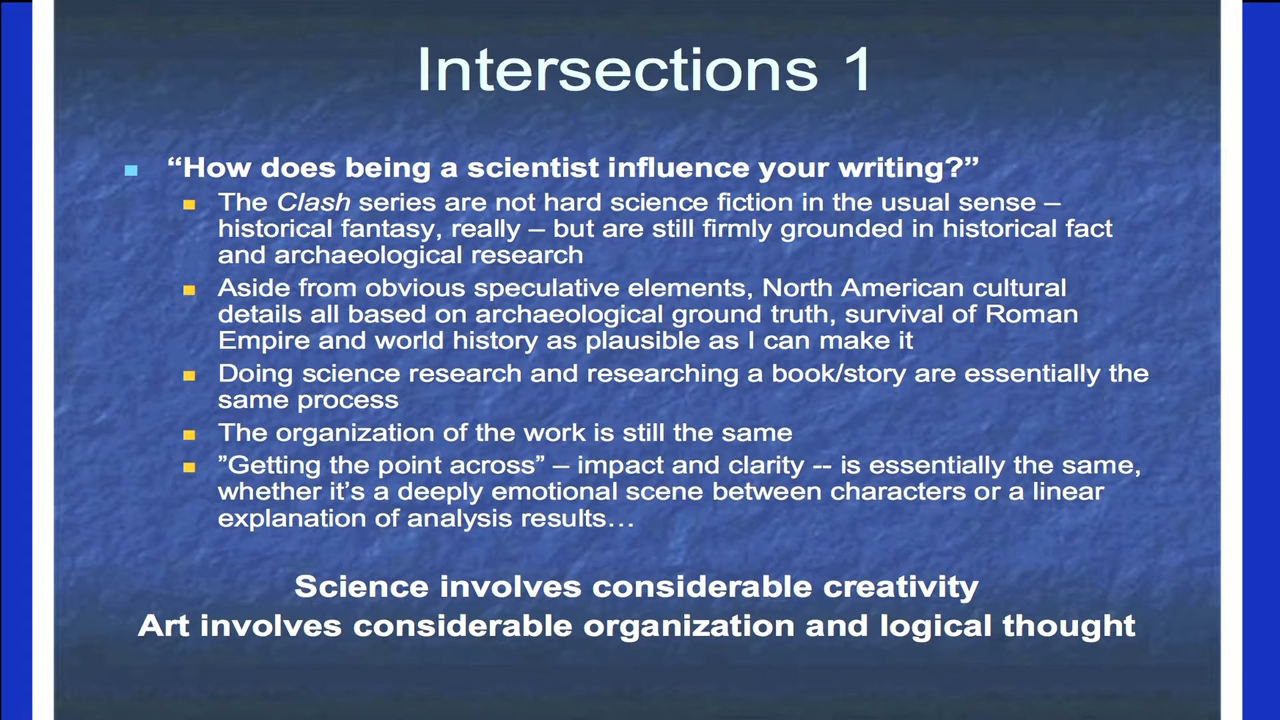 Intersections 1
“How does being a scientist influence your writing?”
The Clash series are not hard science fiction in the usual sense –
historical fantasy, really – but are still firmly grounded in historical fact
and archaeological research
Aside from obvious speculative elements, North American cultural
details all based on archaeological ground truth, survival of Roman
Empire and world history as plausible as I can make it
Doing science research and researching a book/story are essentially the
same process
The organization of the work is still the same
”Getting the point across” – impact and clarity -- is essentially the same,
whether it’s a deeply emotional scene between characters or a linear
explanation of analysis results…
Science involves considerable creativity
Art involves considerable organization and logical thought